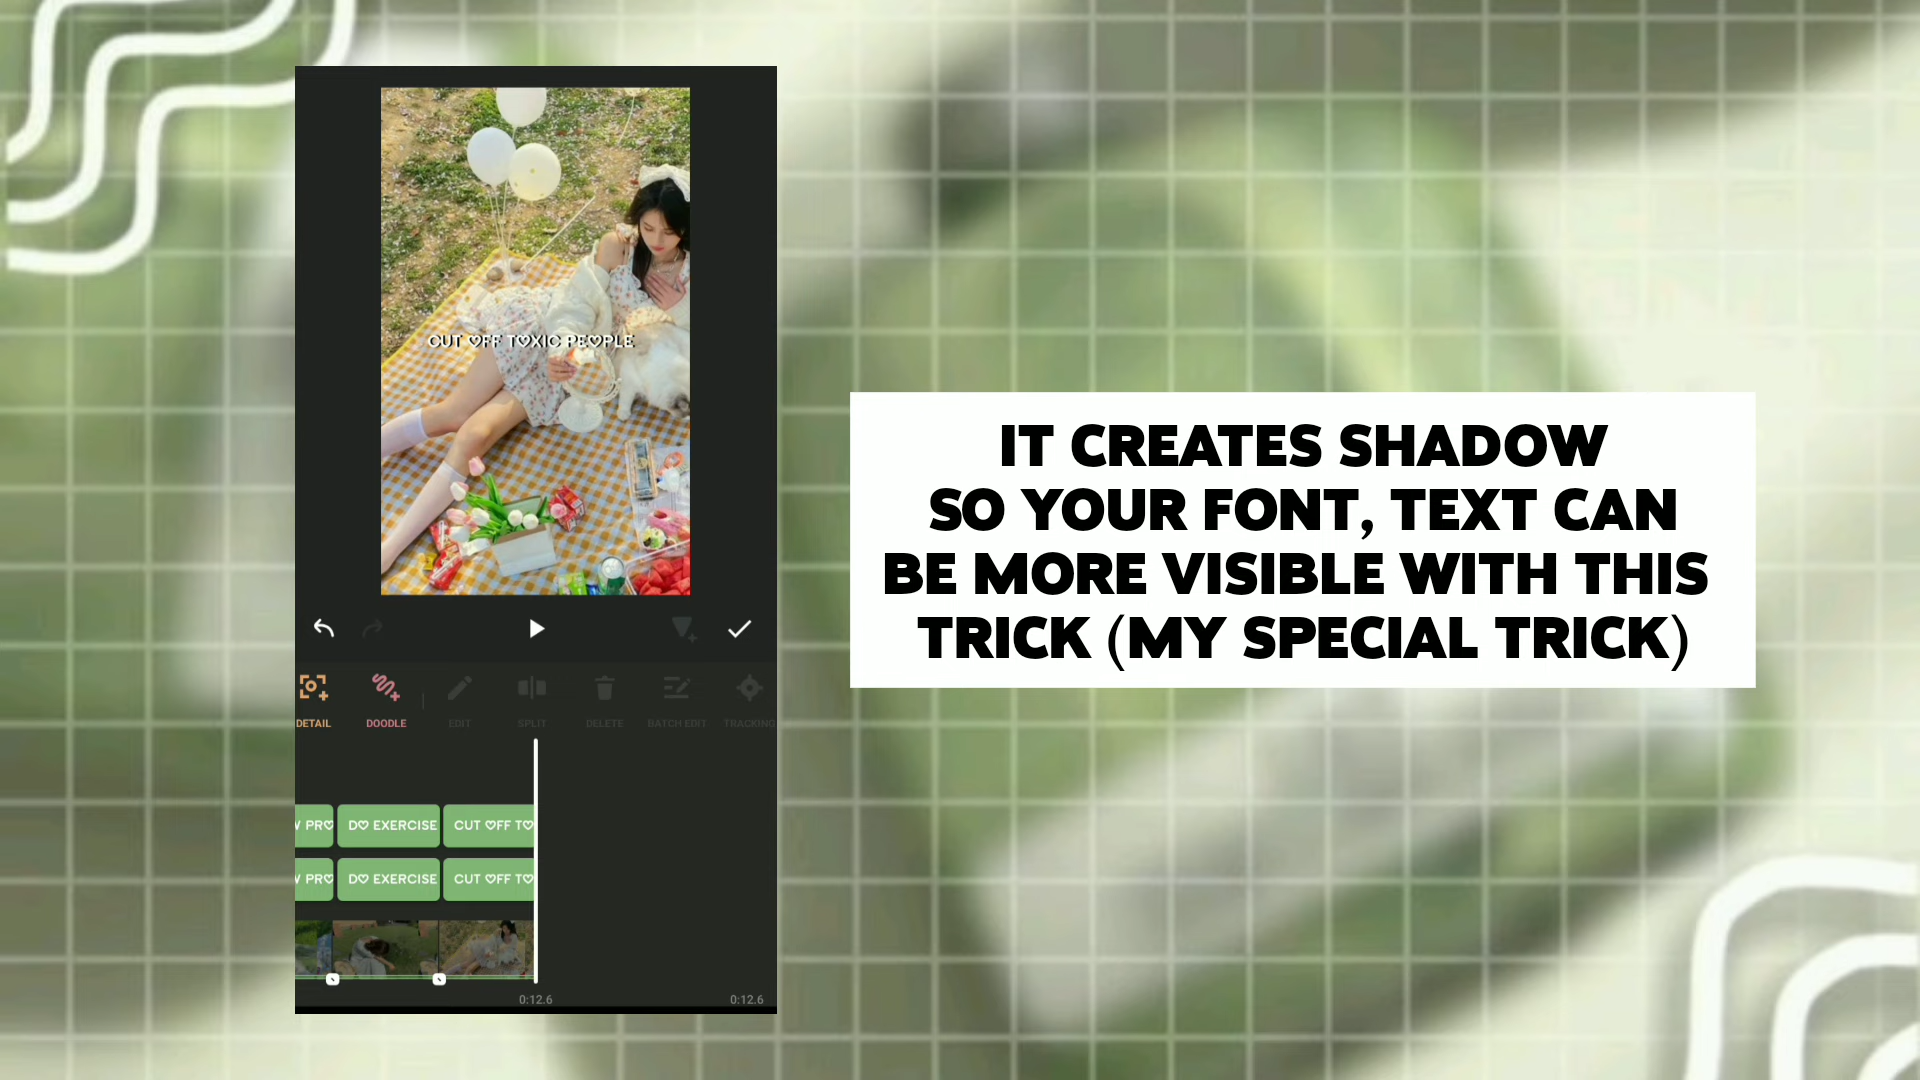 CUT OFF TOXIC PEOPLE
IT CREATES SHADOW
SO YOUR FONT, TEXT CAN
BE MORE VISIBLE WITH THIS
TRICK (MY SPECIAL TRICK)
DETAIL DOODLE EDIT SPLIT DELETE BATCH EDIT TRACKING
PRO DO EXERCISE CUT OFF TO
PRO DO EXERCISE CUT OFF TO
0:12.6 0:12.6